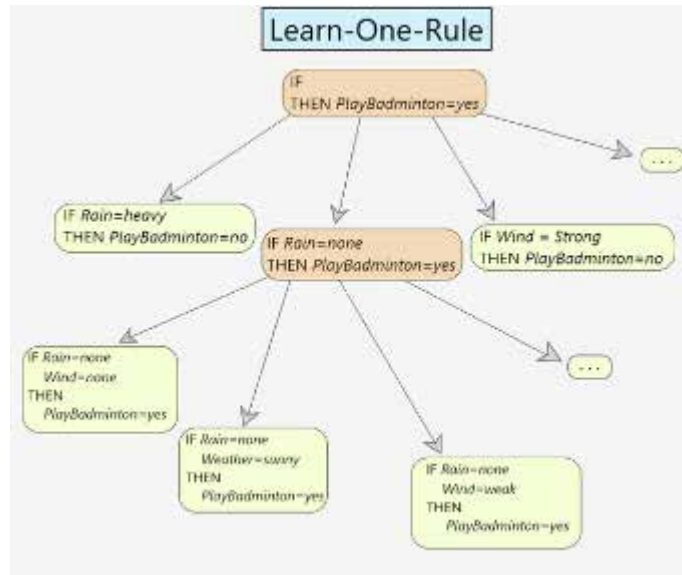 Learn-One-Rule
IF
THEN PlayBadminton=yes
...
IF Rain=heavy
THEN PlayBadminton=no
IF Rain=none
THEN PlayBadminton=yes
IF Wind = Strong
THEN PlayBadminton=no
IF Rain=none
Wind=none
THEN
PlayBadminton=yes
...
IF Rain=none
Weather=sunny
THEN
PlayBadminton=yes
IF Rain=none
Wind=weak
THEN
PlayBadminton=yes